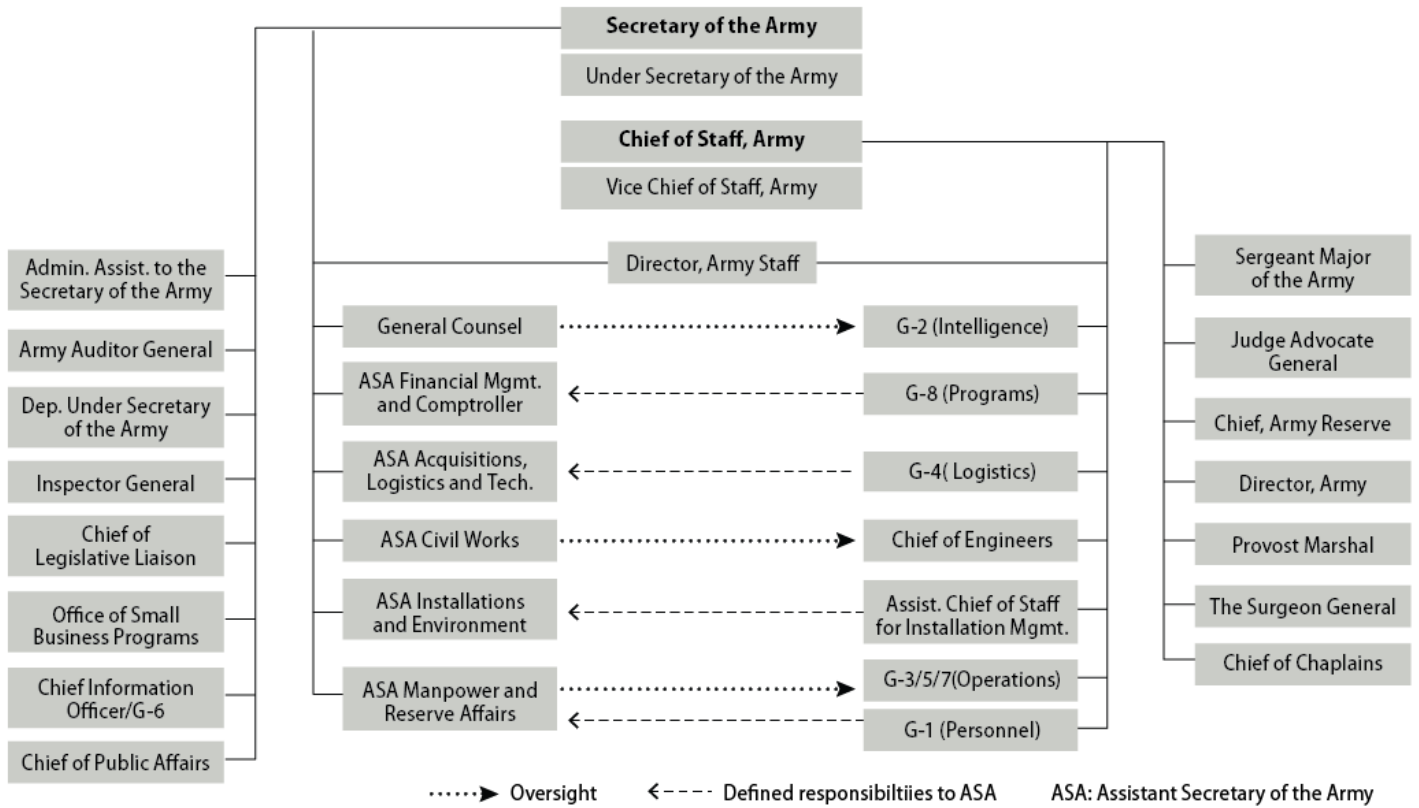 Secretary of the Army
Under Secretary of the Army
Chief of Staff, Army
Vice Chief of Staff, Army
Director, Army Staff
Admin. Assist. to the
Secretary of the Army
Army Auditor General
Dep. Under Secretary
of the Army
Inspector General
Chief of
Legislative Liaison
Office of Small
Business Programs
Chief Information
Officer/G-6
Chief of Public Affairs
General Counsel
ASA Financial Mgmt.
and Comptroller
ASA Acquisitions,
Logistics and Tech.
ASA Civil Works
ASA Installations
and Environment
ASA Manpower and
Reserve Affairs
G-2 (Intelligence)
G-8 (Programs)
G-4( Logistics)
Chief of Engineers
Assist. Chief of Staff
for Installation Mgmt.
G-3/5/7(Operations)
G-1 (Personnel)
Sergeant Major
of the Army
Judge Advocate
General
Chief, Army Reserve
Director, Army
Provost Marshal
The Surgeon General
Chief of Chaplains
Oversight
Defined responsibiltiies to ASA
ASA: Assistant Secretary of the Army